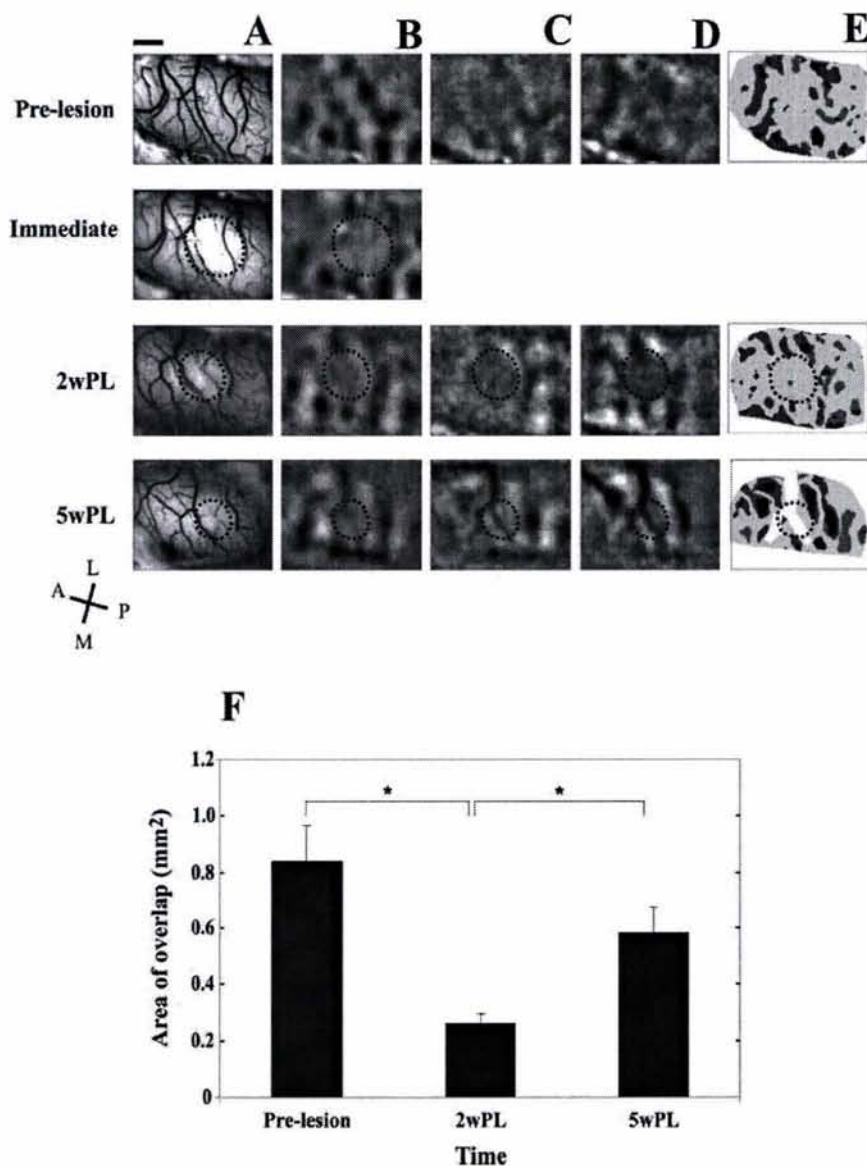 A B C D E
Pre-lesion
Immediate
2wPL
5wPL
L
A P
M
F
Area of overlap (mm²)
1.2
1.0
0.8
0.6
0.4
0.2
0
* *
Pre-lesion 2wPL 5wPL
Time